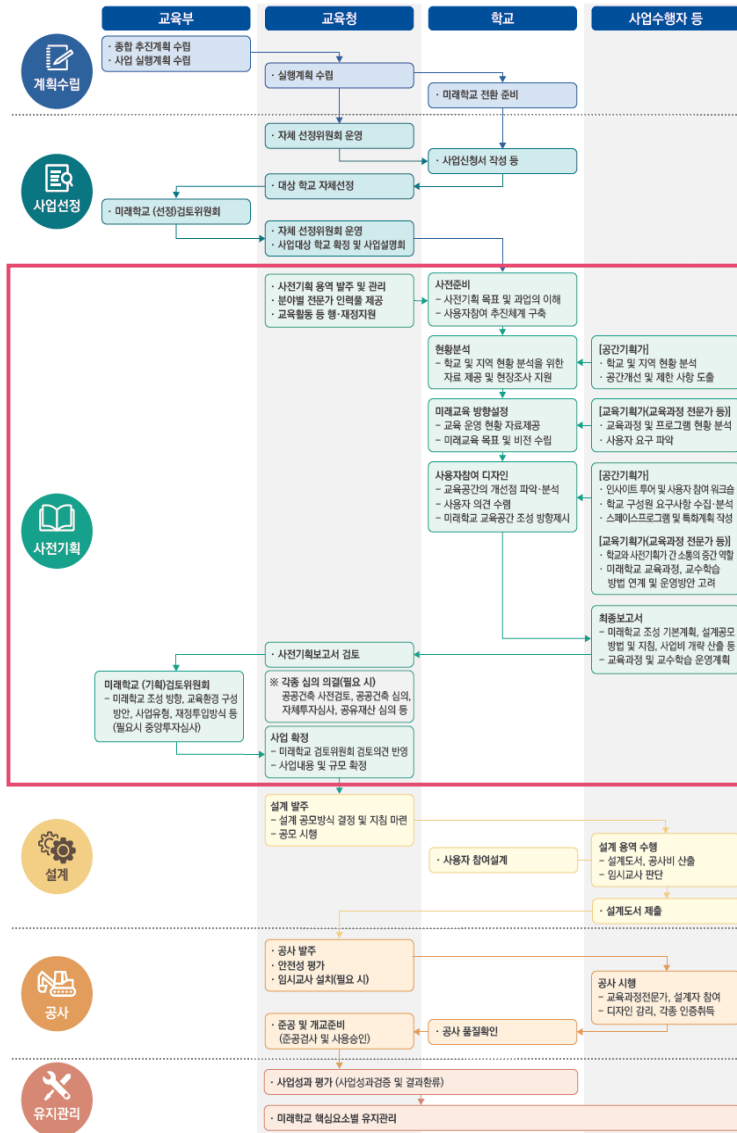 교육부
교육청
학교
사업수행자 등
계획수립
· 종합 추진계획 수립
· 사업 실행계획 수립
· 실행계획 수립
· 미래학교 전환 준비
사업선정
· 자체 선정위원회 운영
· 사업신청서 작성 등
· 대상 학교 자체선정
· 미래학교 (선정)검토위원회
· 자체 선정위원회 운영
· 사업대상 학교 확정 및 사업설명회
사전기획
· 사전기획 용역 발주 및 관리
· 분야별 전문가 인력풀 제공
· 교육활동 등 행·재정지원
사전준비
– 사전기획 목표 및 과업의 이해
– 사용자참여 추진체계 구축
현황분석
– 학교 및 지역 현황 분석을 위한
자료 제공 및 현장조사 지원
[공간기획가]
· 학교 및 지역 현황 분석
· 공간개선 및 제한 사항 도출
미래교육 방향설정
– 교육 운영 현황 자료제공
– 미래교육 목표 및 비전 수립
[교육기획가(교육과정 전문가 등)]
· 교육과정 및 프로그램 현황 분석
· 사용자 요구 파악
사용자참여 디자인
– 교육공간의 개선점 파악·분석
– 사용자 의견 수렴
– 미래학교 교육공간 조성 방향제시
[공간기획가]
· 인사이트 투어 및 사용자 참여 워크숍
· 학교 구성원 요구사항 수집·분석
· 스페이스프로그램 및 특화계획 작성
[교육기획가(교육과정 전문가 등)]
· 학교와 사전기획가 간 소통의 중간 역할
· 미래학교 교육과정, 교수학습
방법 연계 및 운영방안 고려
최종보고서
– 미래학교 조성 기본계획, 설계공모
방법 및 지침, 사업비 개략 산출 등
– 교육과정 및 교수학습 운영계획
· 사전기획보고서 검토
미래학교 (기획)검토위원회
– 미래학교 조성 방향, 교육환경 구성
방안, 사업유형, 재정투입방식 등
(필요시 중앙투자심사)
※ 각종 심의 의결(필요 시)
공공건축 사전검토, 공공건축 심의,
자체투자심사, 공유재산 심의 등
사업 확정
– 미래학교 검토위원회 검토의견 반영
– 사업내용 및 규모 확정
설계
설계 발주
– 설계 공모방식 결정 및 지침 마련
– 공모 시행
· 사용자 참여설계
설계 용역 수행
– 설계도서, 공사비 산출
– 임시교사 판단
· 설계도서 제출
공사
· 공사 발주
· 안전성 평가
· 임시교사 설치(필요 시)
공사 시행
– 교육과정전문가, 설계자 참여
– 디자인 감리, 각종 인증취득
· 준공 및 개교준비
(준공검사 및 사용승인)
· 공사 품질확인
유지관리
· 사업성과 평가 (사업성과검증 및 결과환류)
· 미래학교 핵심요소별 유지관리